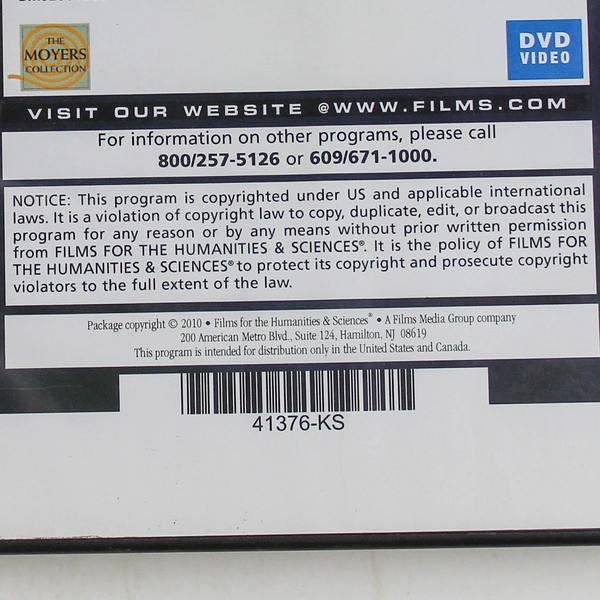 THE
MOYERS
COLLECTION
DVD
VIDEO
VISIT OUR WEBSITE @WWW.FILMS.COM
For information on other programs, please call
800/257-5126 or 609/671-1000.
NOTICE: This program is copyrighted under US and applicable international
laws. It is a violation of copyright law to copy, duplicate, edit, or broadcast this
program for any reason or by any means without prior written permission
from FILMS FOR THE HUMANITIES & SCIENCES®. It is the policy of FILMS FOR
THE HUMANITIES & SCIENCES® to protect its copyright and prosecute copyright
violators to the full extent of the law.
Package copyright © 2010 • Films for the Humanities & Sciences® • A Films Media Group company
200 American Metro Blvd., Suite 124, Hamilton, NJ 08619
This program is intended for distribution only in the United States and Canada.
41376-KS